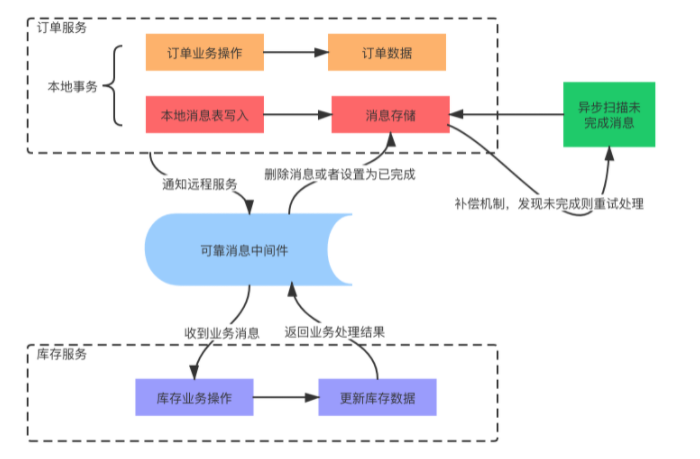 订单服务
订单业务操作
订单数据
本地事务
本地消息表写入
消息存储
异步扫描未
完成消息
通知远程服务
删除消息或者设置为已完成
补偿机制，发现未完成则重试处理
可靠消息中间件
收到业务消息
返回业务处理结果
库存服务
库存业务操作
更新库存数据